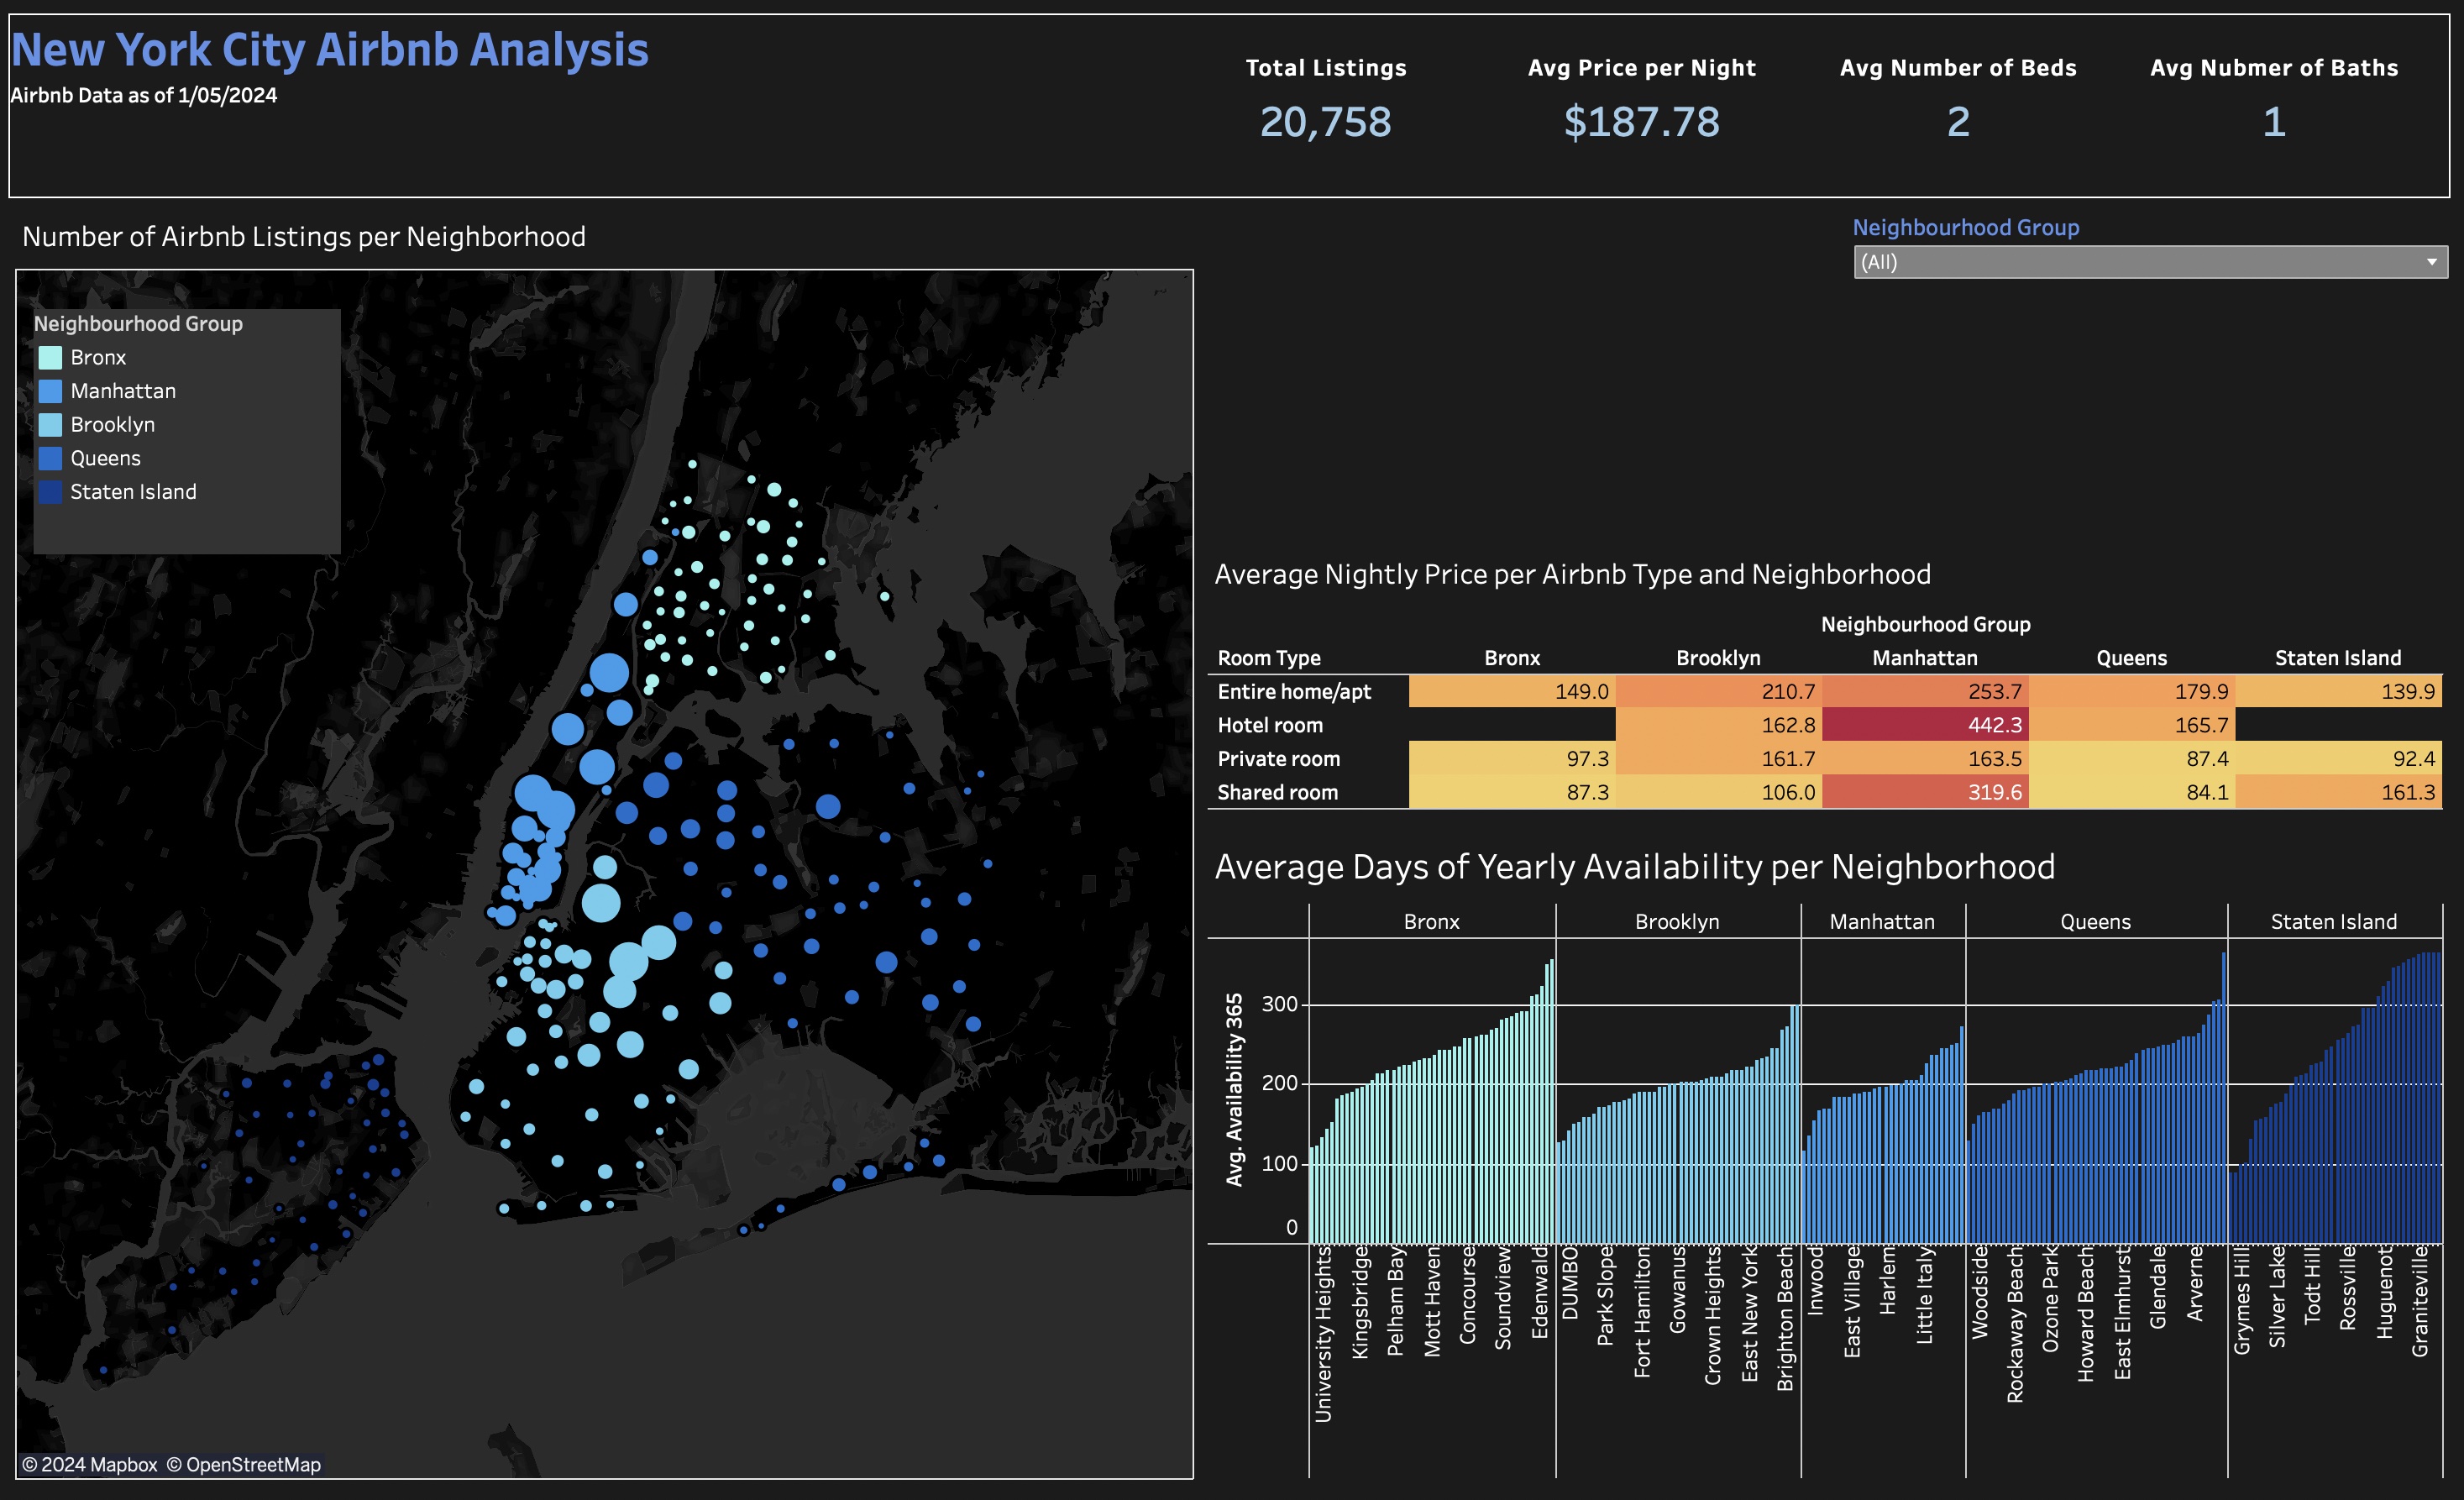 New York City Airbnb Analysis
Airbnb Data as of 1/05/2024
Total Listings
20,758
Avg Price per Night
$187.78
Avg Number of Beds
2
Avg Nubmer of Baths
1
Number of Airbnb Listings per Neighborhood
Neighbourhood Group
(All)
Neighbourhood Group
Bronx
Manhattan
Brooklyn
Queens
Staten Island
© 2024 Mapbox © OpenStreetMap
Average Nightly Price per Airbnb Type and Neighborhood
Neighbourhood Group
Room Type Bronx Brooklyn Manhattan Queens Staten Island
Entire home/apt 149.0 210.7 253.7 179.9 139.9
Hotel room 162.8 442.3 165.7
Private room 97.3 161.7 163.5 87.4 92.4
Shared room 87.3 106.0 319.6 84.1 161.3
Average Days of Yearly Availability per Neighborhood
Bronx Brooklyn Manhattan Queens Staten Island
Avg. Availability 365
300
200
100
0
University Heights
Kingsbridge
Pelham Bay
Mott Haven
Concourse
Soundview
Edenwald
DUMBO
Park Slope
Fort Hamilton
Gowanus
Crown Heights
East New York
Brighton Beach
Inwood
East Village
Harlem
Little Italy
Woodside
Rockaway Beach
Ozone Park
Howard Beach
East Elmhurst
Glendale
Arverne
Grymes Hill
Silver Lake
Todt Hill
Rossville
Huguenot
Graniteville